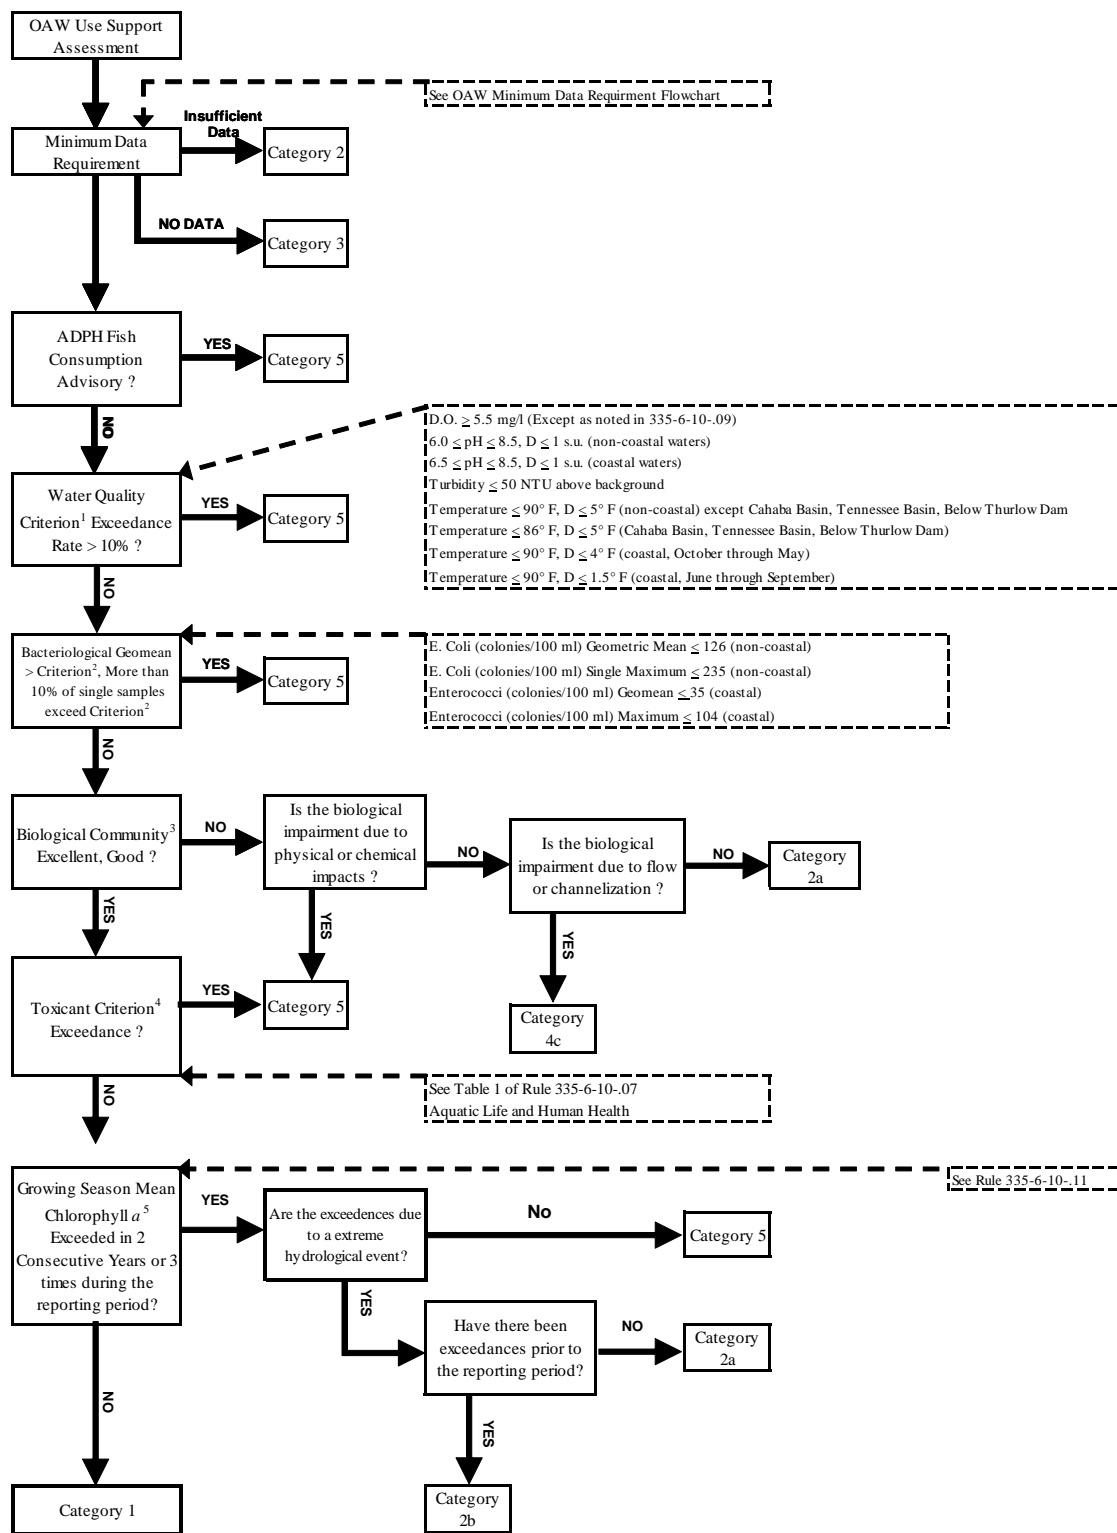 OAW Use Support
Assessment
See OAW Minimum Data Requirment Flowchart
Insufficient
Data
Minimum Data
Requirement
Category 2
NO DATA
Category 3
ADPH Fish
Consumption
Advisory ?
YES
Category 5
NO
D.O. ≥ 5.5 mg/l (Except as noted in 335-6-10-.09)
6.0 ≤ pH ≤ 8.5, D ≤ 1 s.u. (non-coastal waters)
6.5 ≤ pH ≤ 8.5, D ≤ 1 s.u. (coastal waters)
Turbidity ≤ 50 NTU above background
Temperature ≤ 90° F, D ≤ 5° F (non-coastal) except Cahaba Basin, Tennessee Basin, Below Thurlow Dam
Temperature ≤ 86° F, D ≤ 5° F (Cahaba Basin, Tennessee Basin, Below Thurlow Dam)
Temperature ≤ 90° F, D ≤ 4° F (coastal, October through May)
Temperature ≤ 90° F, D ≤ 1.5° F (coastal, June through September)
Water Quality
Criterion¹ Exceedance
Rate > 10% ?
YES
Category 5
NO
Bacteriological Geomean
> Criterion², More than
10% of single samples
exceed Criterion²
YES
Category 5
E. Coli (colonies/100 ml) Geometric Mean ≤ 126 (non-coastal)
E. Coli (colonies/100 ml) Single Maximum ≤ 235 (non-coastal)
Enterococci (colonies/100 ml) Geomean ≤ 35 (coastal)
Enterococci (colonies/100 ml) Maximum ≤ 104 (coastal)
NO
Biological Community³
Excellent, Good ?
NO
Is the biological
impairment due to
physical or chemical
impacts ?
NO
Is the biological
impairment due to flow
or channelization ?
NO
Category
2a
YES
YES
YES
Toxicant Criterion⁴
Exceedance ?
YES
Category 5
Category
4c
NO
See Table 1 of Rule 335-6-10-.07
Aquatic Life and Human Health
See Rule 335-6-10-.11
Growing Season Mean
Chlorophyll a⁵
Exceeded in 2
Consecutive Years or 3
times during the
reporting period?
YES
Are the exceedences due
to a extreme
hydrological event?
No
Category 5
YES
Have there been
exceedances prior to
the reporting period?
NO
Category
2a
NO
YES
Category 1
Category
2b